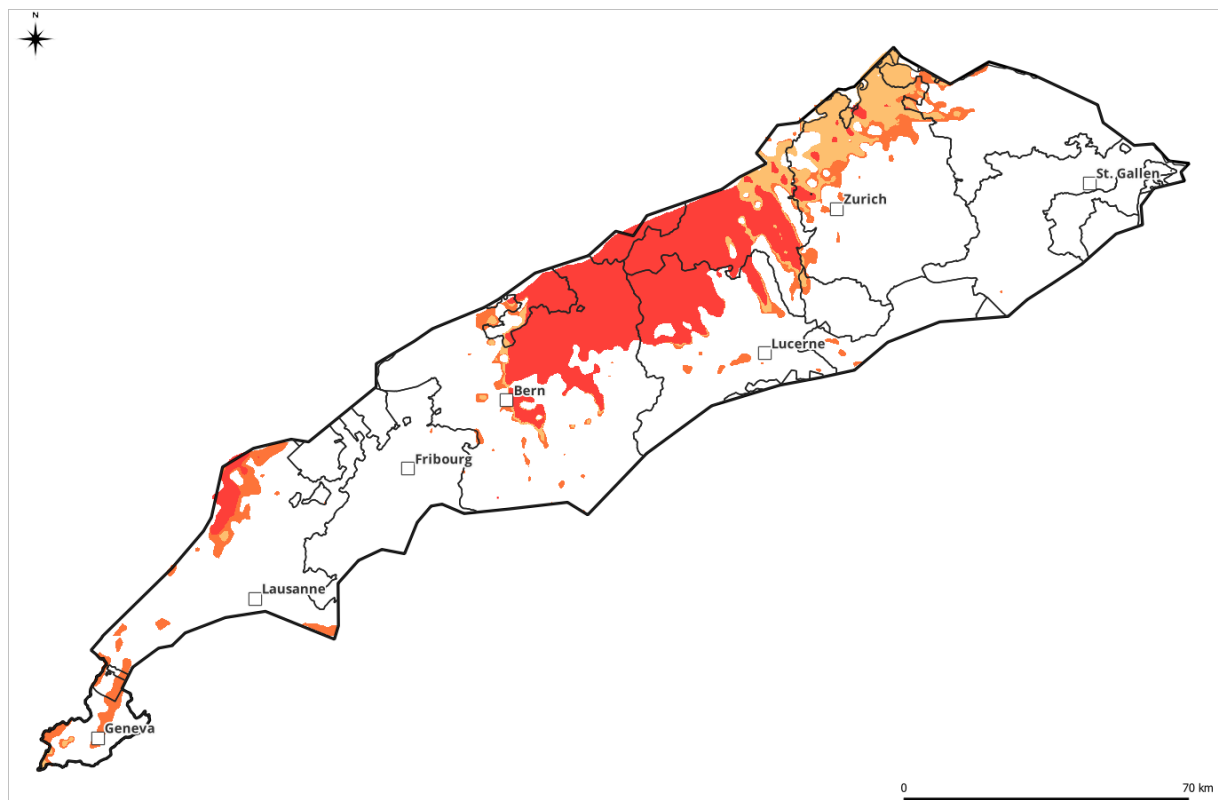 N
St. Gallen
Zurich
Lucerne
Bern
Fribourg
Lausanne
Geneva
0 70 km